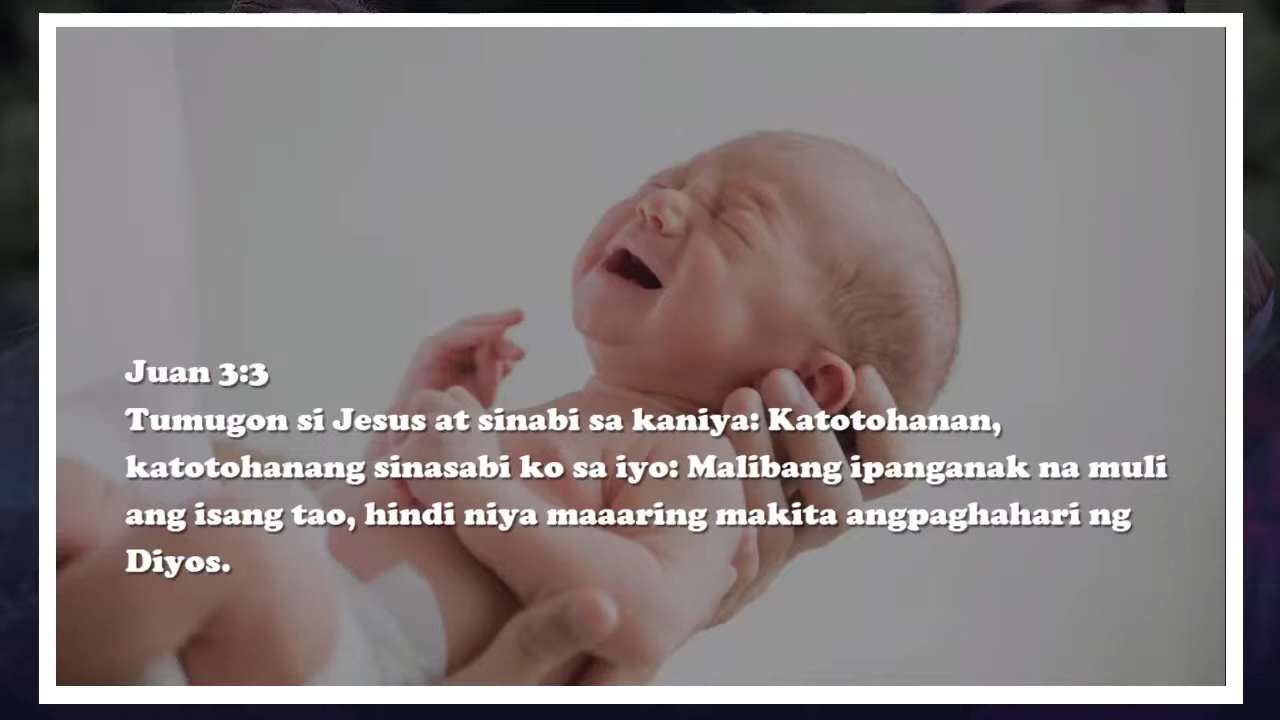 Juan 3:3
Tumugon si Jesus at sinabi sa kaniya: Katotohanan,
katotohanang sinasabi ko sa iyo: Malibang ipanganak na muli
ang isang tao, hindi niya maaaring makita angpaghahari ng
Diyos.